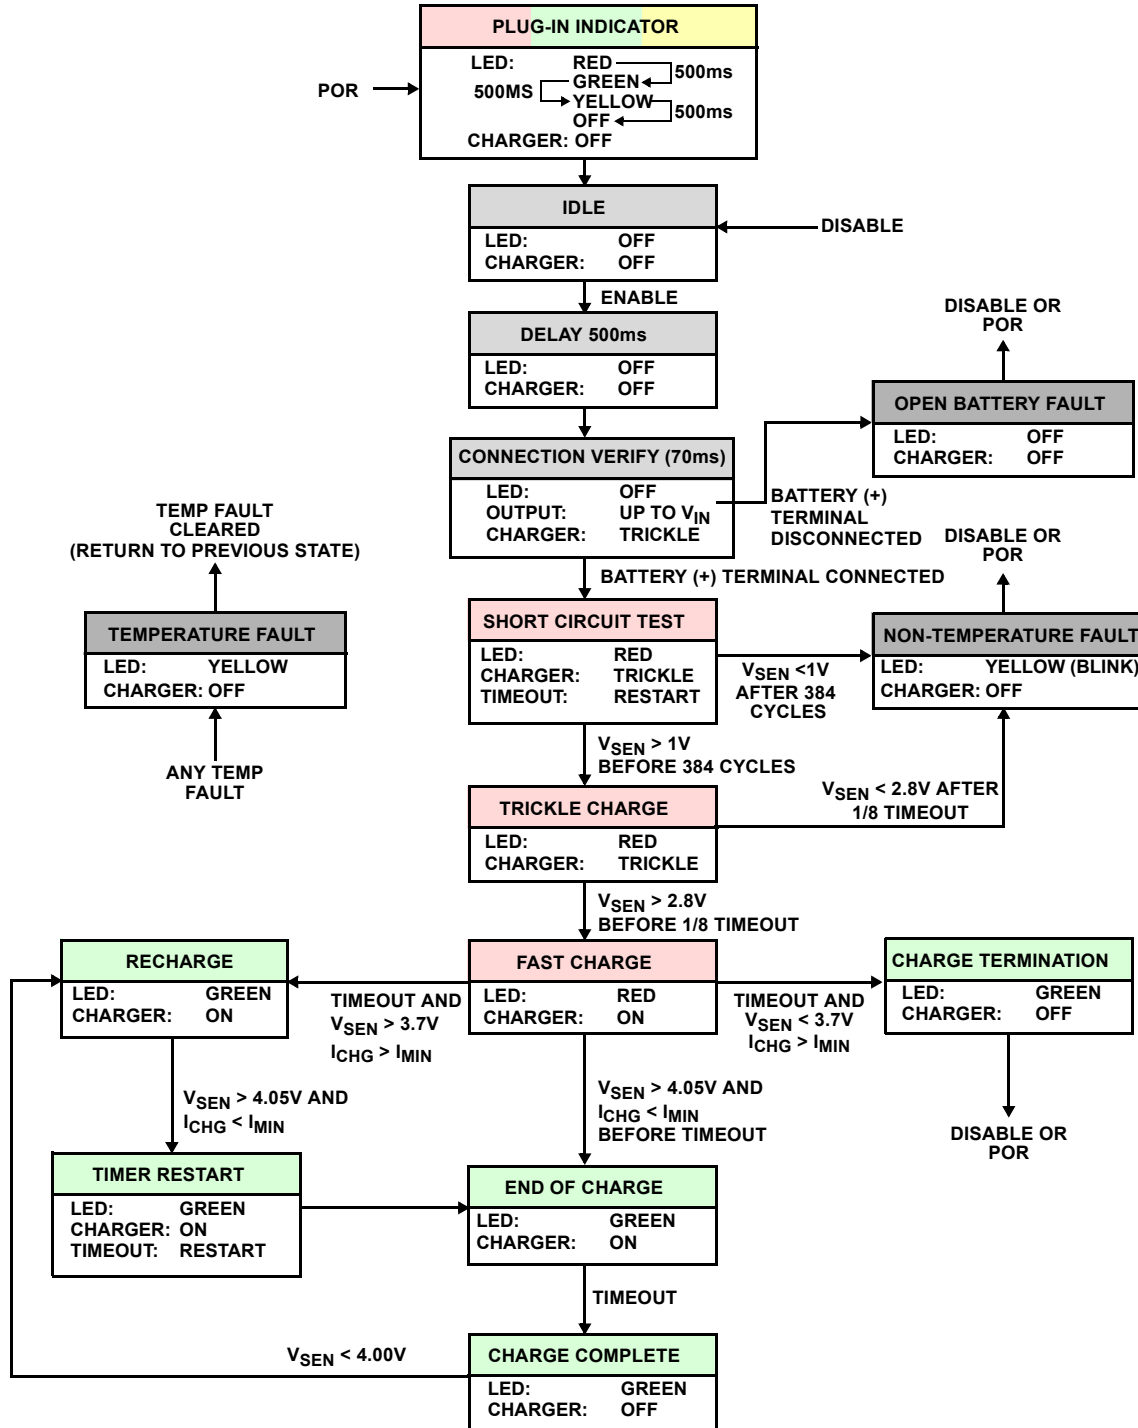 PLUG-IN INDICATOR
LED: RED
500ms
GREEN
500MS
YELLOW
500ms
OFF
CHARGER: OFF
POR
IDLE
LED: OFF
CHARGER: OFF
DISABLE
ENABLE
DELAY 500ms
LED: OFF
CHARGER: OFF
DISABLE OR
POR
OPEN BATTERY FAULT
LED: OFF
CHARGER: OFF
CONNECTION VERIFY (70ms)
LED: OFF
OUTPUT: UP TO VIN
CHARGER: TRICKLE
BATTERY (+)
TERMINAL
DISCONNECTED
BATTERY (+) TERMINAL CONNECTED
TEMP FAULT
CLEARED
(RETURN TO PREVIOUS STATE)
TEMPERATURE FAULT
LED: YELLOW
CHARGER: OFF
ANY TEMP
FAULT
SHORT CIRCUIT TEST
LED: RED
CHARGER: TRICKLE
TIMEOUT: RESTART
VSEN <1V
AFTER 384
CYCLES
DISABLE OR
POR
NON-TEMPERATURE FAULT
LED: YELLOW (BLINK)
CHARGER: OFF
VSEN > 1V
BEFORE 384 CYCLES
TRICKLE CHARGE
LED: RED
CHARGER: TRICKLE
VSEN < 2.8V AFTER
1/8 TIMEOUT
VSEN > 2.8V
BEFORE 1/8 TIMEOUT
RECHARGE
LED: GREEN
CHARGER: ON
TIMEOUT AND
VSEN > 3.7V
ICHG > IMIN
FAST CHARGE
LED: RED
CHARGER: ON
TIMEOUT AND
VSEN < 3.7V
ICHG > IMIN
CHARGE TERMINATION
LED: GREEN
CHARGER: OFF
DISABLE OR
POR
VSEN > 4.05V AND
ICHG < IMIN
VSEN > 4.05V AND
ICHG < IMIN
BEFORE TIMEOUT
TIMER RESTART
LED: GREEN
CHARGER: ON
TIMEOUT: RESTART
END OF CHARGE
LED: GREEN
CHARGER: ON
TIMEOUT
VSEN < 4.00V
CHARGE COMPLETE
LED: GREEN
CHARGER: OFF